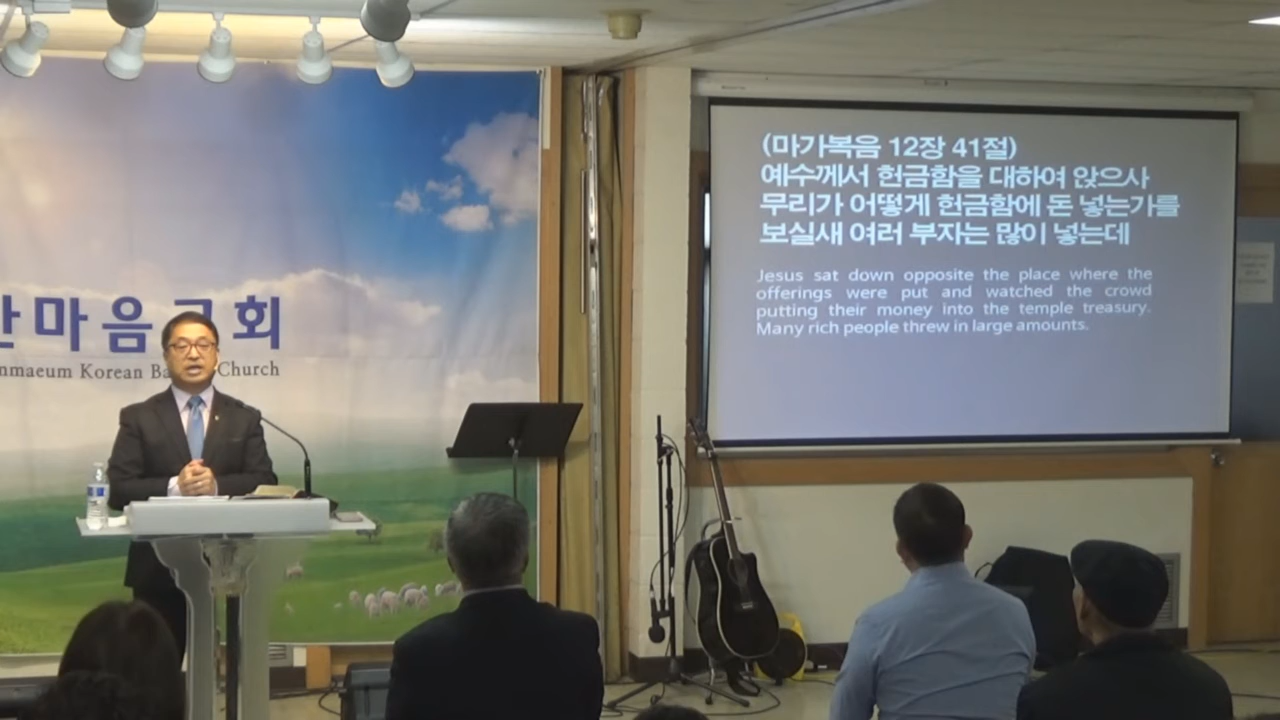 마음교회
Korean Church
(마가복음 12장 41절)
예수께서 헌금함을 대하여 앉으사
무리가 어떻게 헌금함에 돈 넣는가를
보실새 여러 부자는 많이 넣는데
Jesus sat down opposite the place where the
offerings were put and watched the crowd
putting their money into the temple treasury.
Many rich people threw in large amounts.